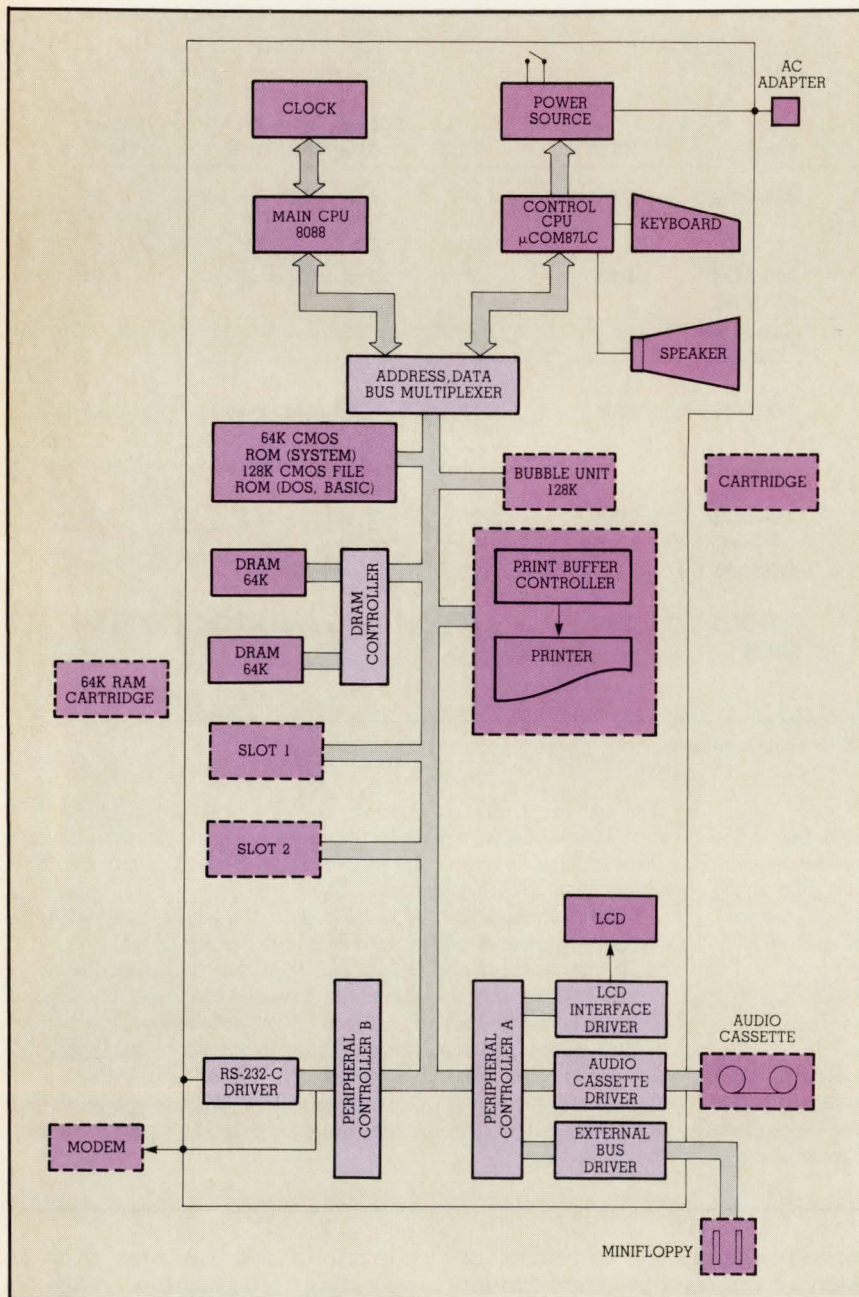 AC
ADAPTER
CLOCK
POWER
SOURCE
MAIN CPU
8088
CONTROL
CPU
μCOM87LC
KEYBOARD
SPEAKER
ADDRESS, DATA
BUS MULTIPLEXER
64K CMOS
ROM (SYSTEM)
128K CMOS FILE
ROM (DOS, BASIC)
BUBBLE UNIT
128K
CARTRIDGE
DRAM
64K
DRAM CONTROLLER
PRINT BUFFER
CONTROLLER
DRAM
64K
PRINTER
64K RAM
CARTRIDGE
SLOT 1
SLOT 2
LCD
PERIPHERAL
CONTROLLER B
PERIPHERAL
CONTROLLER A
LCD
INTERFACE
DRIVER
AUDIO
CASSETTE
RS-232-C
DRIVER
AUDIO
CASSETTE
DRIVER
MODEM
EXTERNAL
BUS
DRIVER
MINIFLOPPY